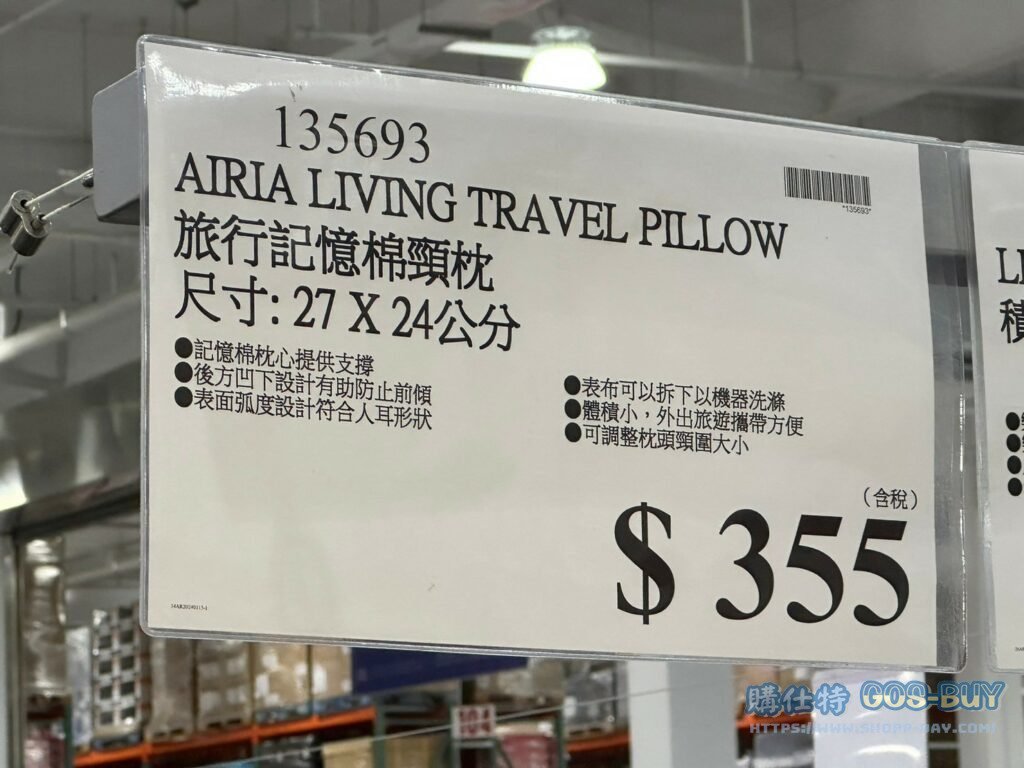 135693
AIRIA LIVING TRAVEL PILLOW
"135693"
旅行記憶棉頸枕
尺寸: 27 X 24公分
●記憶棉枕心提供支撐
●後方凹下設計有助防止前傾
●表面弧度設計符合人耳形狀
●表布可以拆下以機器洗滌
●體積小，外出旅遊攜帶方便
●可調整枕頭頸圍大小
(含稅)
$ 355
購仕特 GOS-BUY